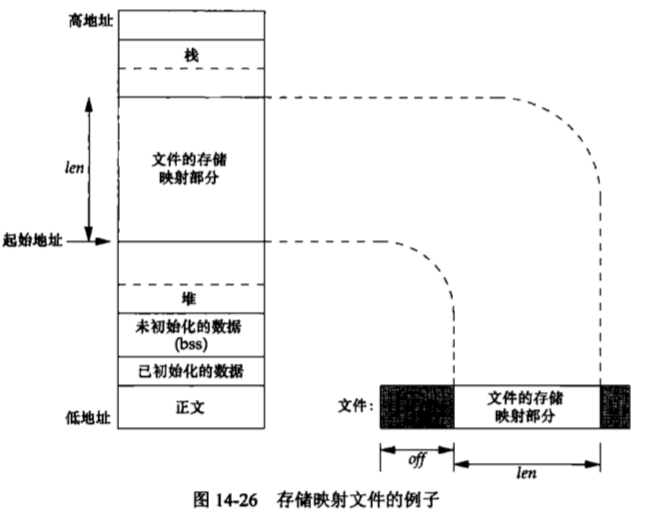 高地址
栈
len
文件的存储
映射部分
起始地址
堆
未初始化的数据
(bss)
已初始化的数据
低地址
正文
文件:
文件的存储
映射部分
off
len
图 14-26 存储映射文件的例子